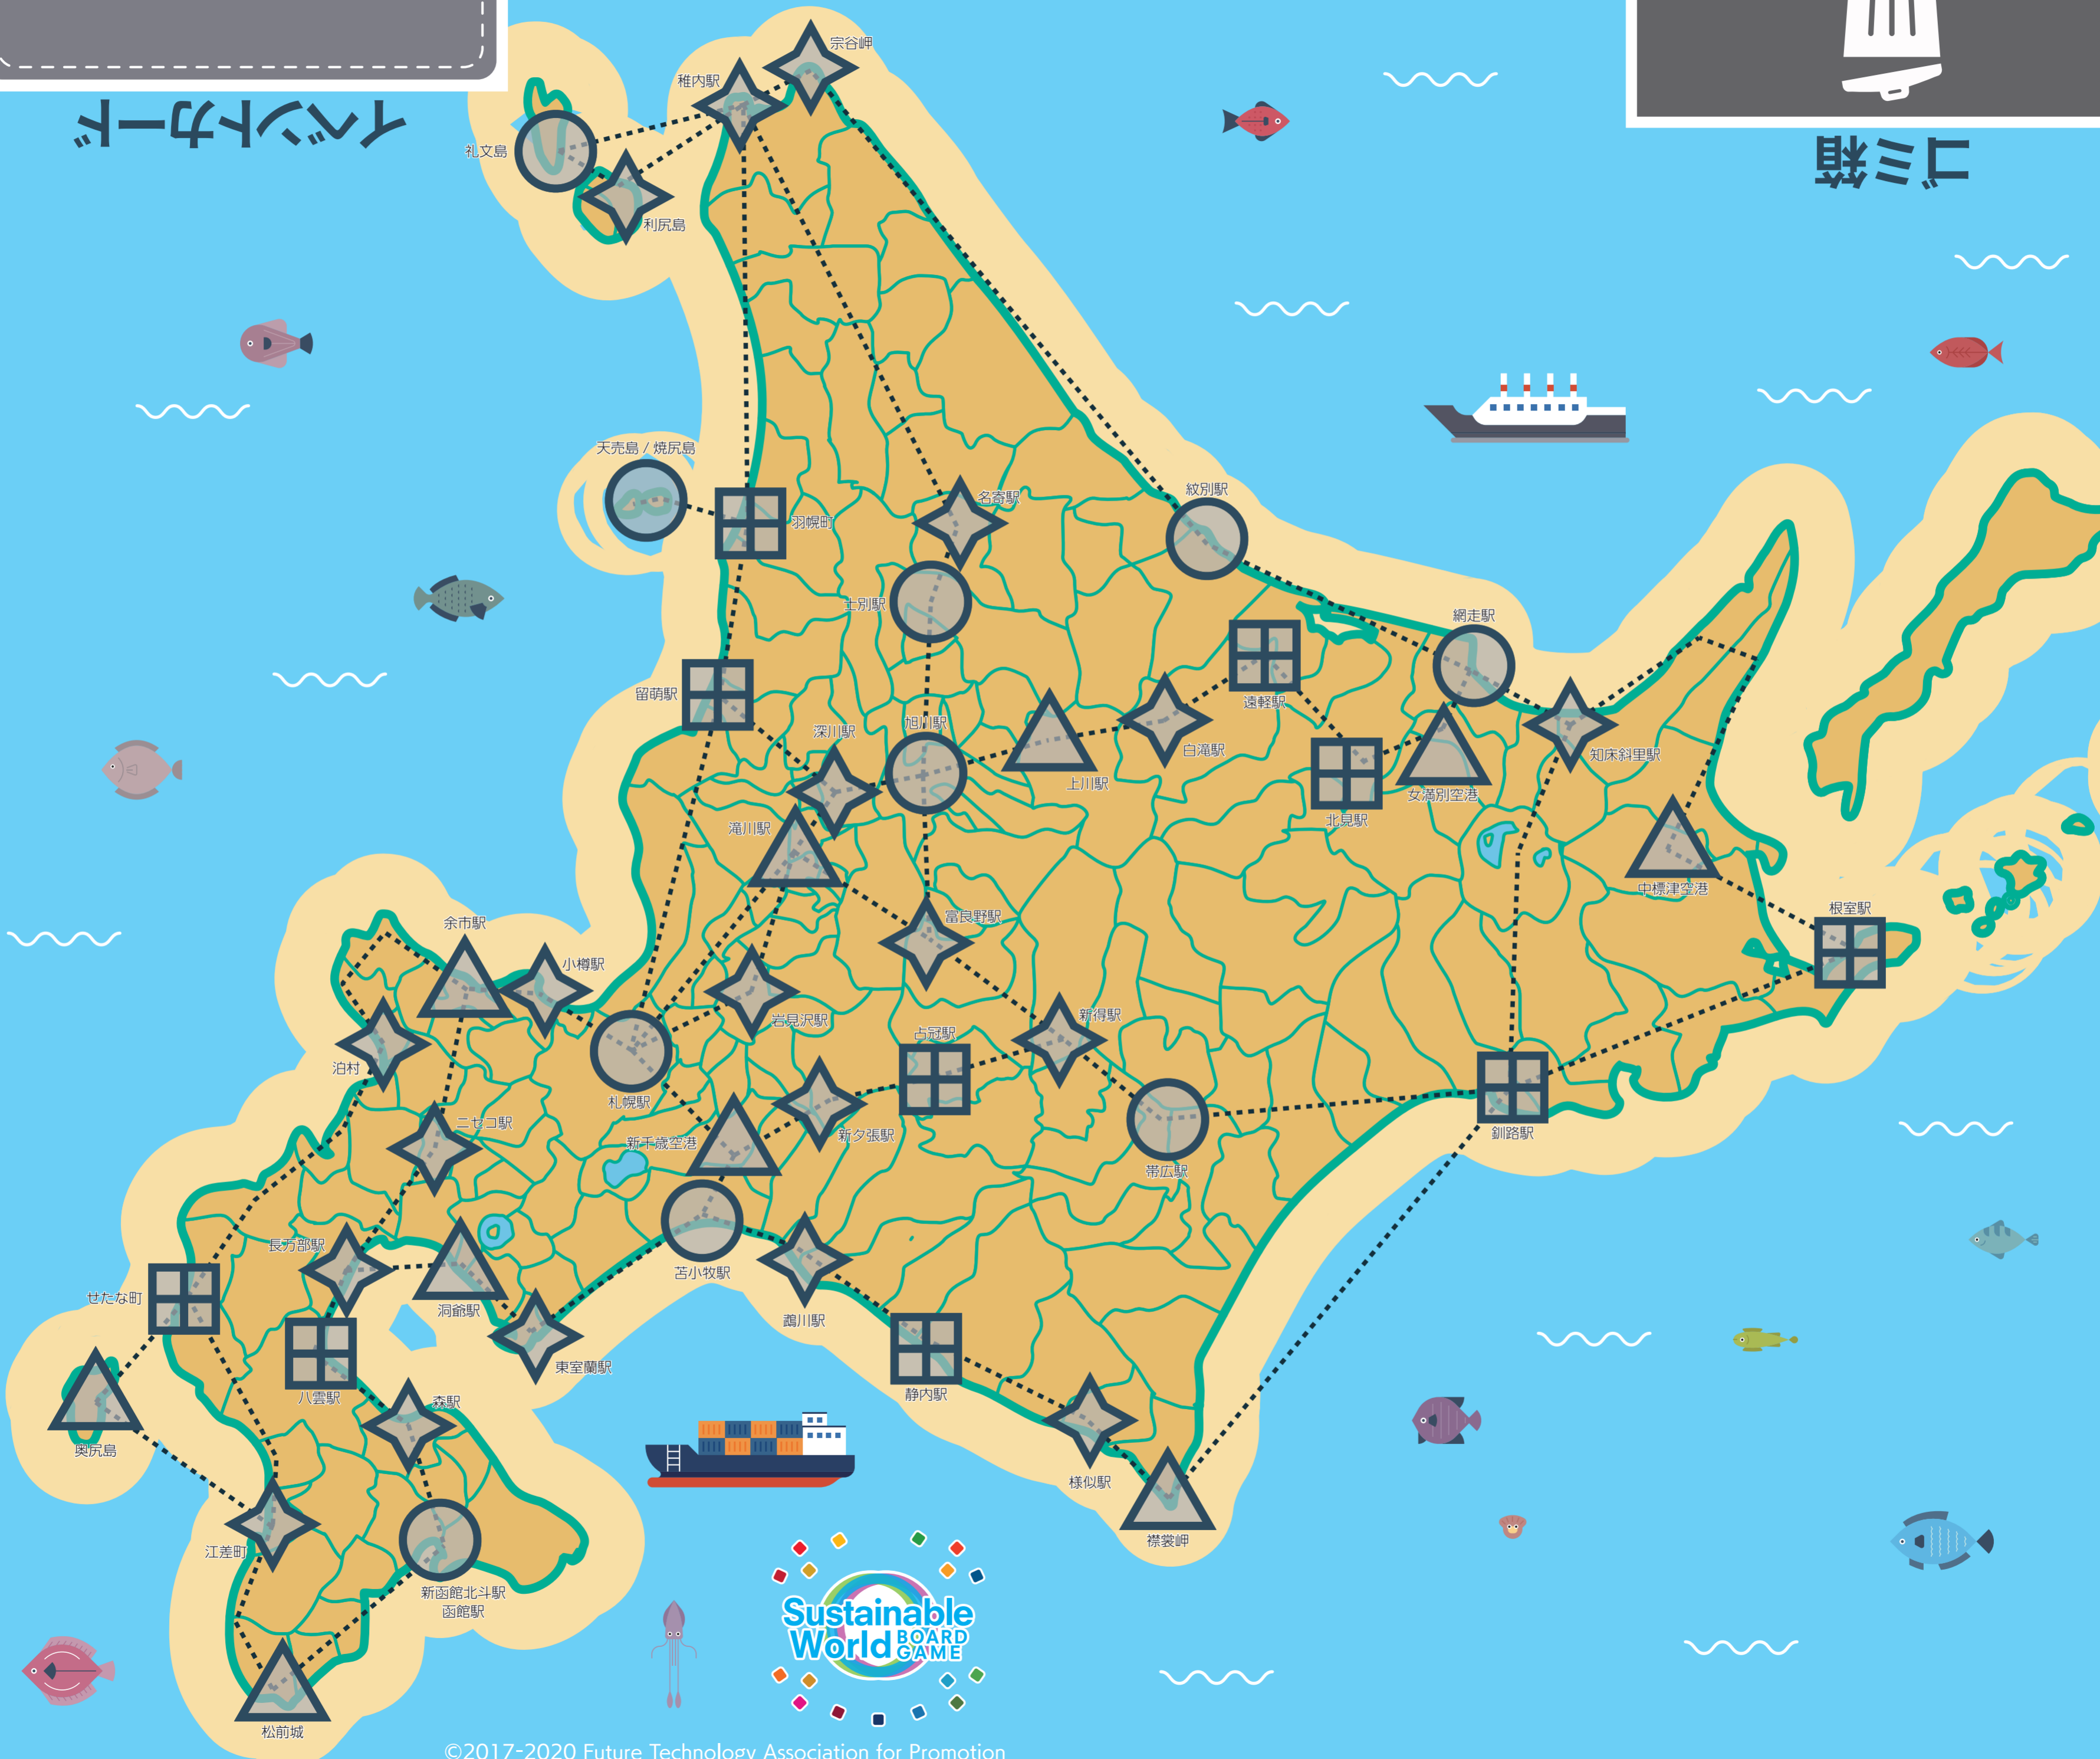 イベントカード
ゴミ箱
宗谷岬
稚内駅
礼文島
利尻島
天売島 / 焼尻島
羽幌町
名寄駅
紋別駅
士別駅
網走駅
留萌駅
遠軽駅
深川駅
旭川駅
白滝駅
知床斜里駅
上川駅
女満別空港
北見駅
滝川駅
中標津空港
根室駅
余市駅
富良野駅
小樽駅
岩見沢駅
新得駅
占冠駅
泊村
札幌駅
ニセコ駅
新千歳空港
新夕張駅
釧路駅
帯広駅
長万部駅
苫小牧駅
せたな町
洞爺駅
鵡川駅
東室蘭駅
八雲駅
静内駅
森駅
奥尻島
様似駅
襟裳岬
江差町
新函館北斗駅
函館駅
松前城
Sustainable
World BOARD
GAME
©2017-2020 Future Technology Association for Promotion